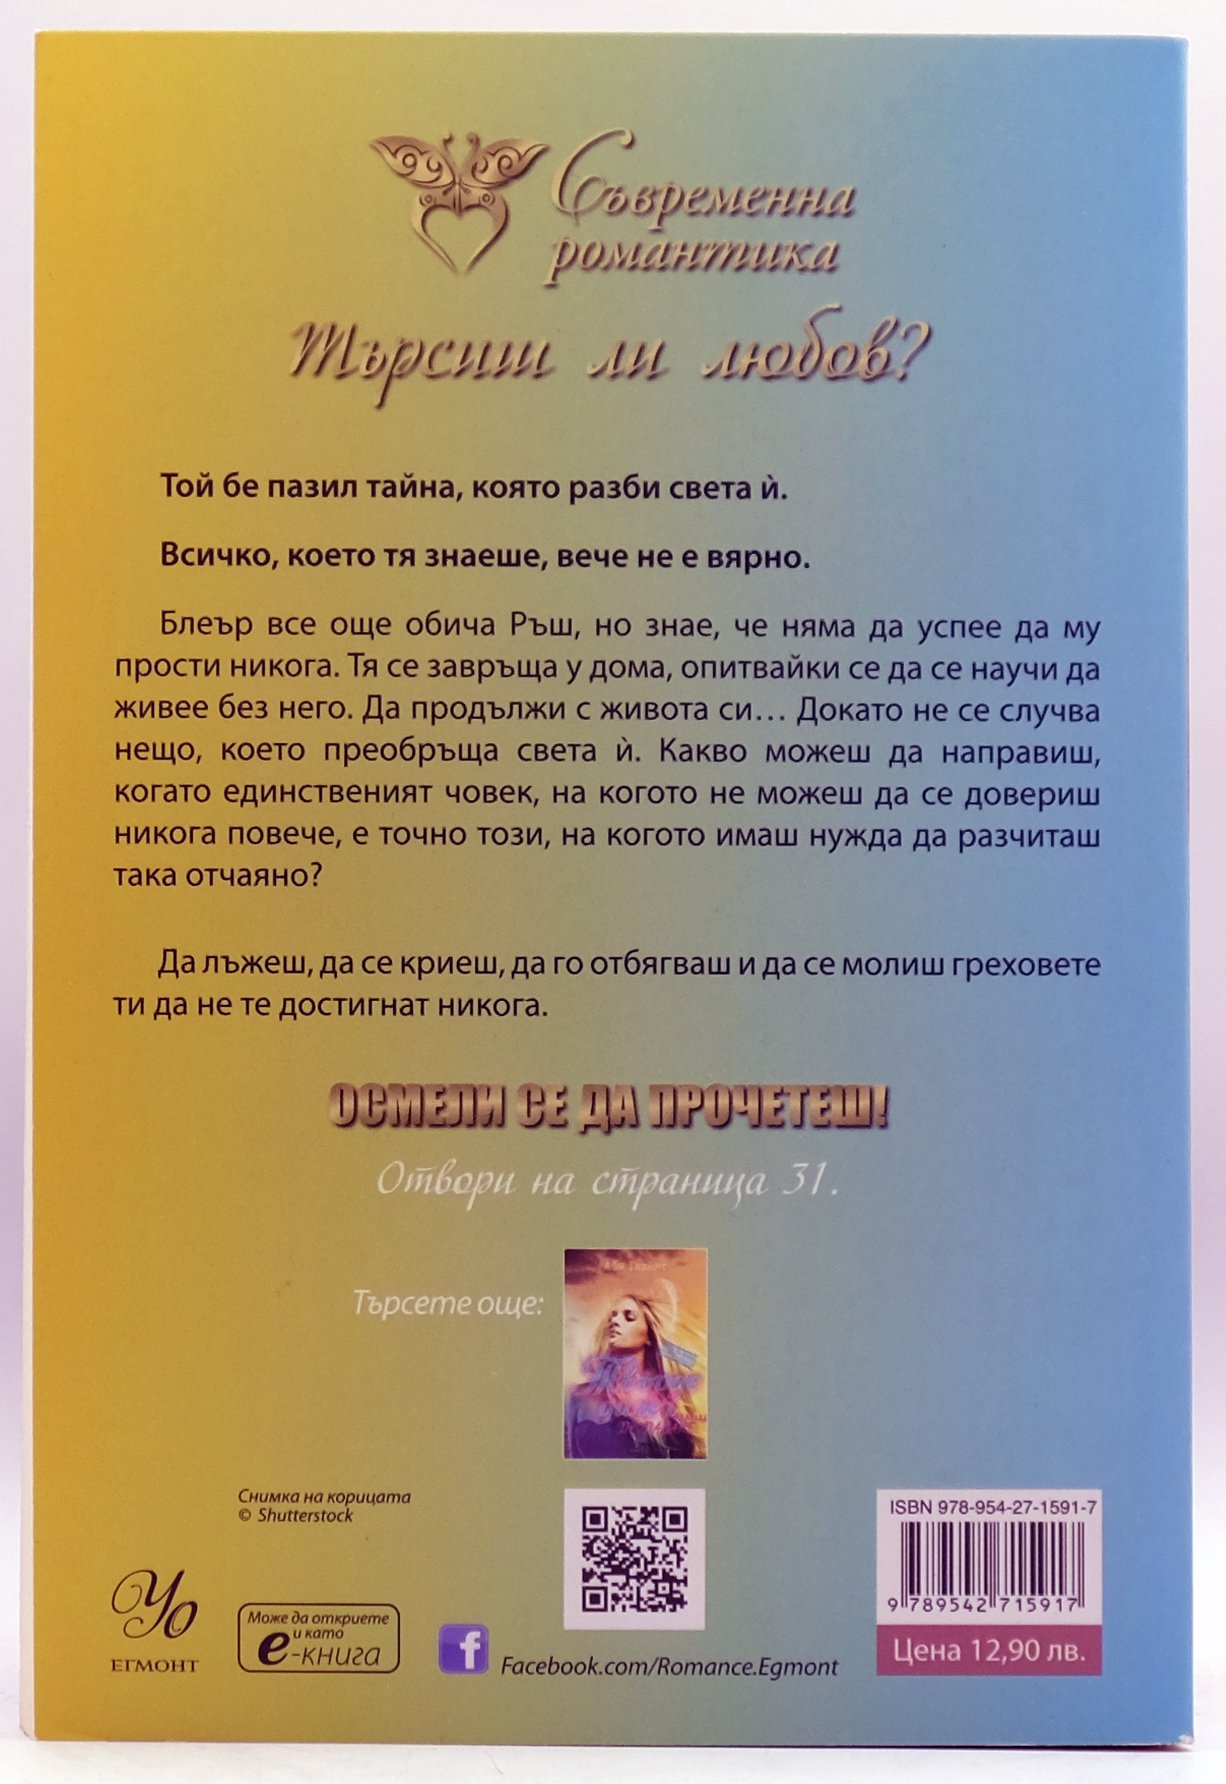 Съвременна
романтика
Търсиш ли любов?
Той бе пазил тайна, която разби света ѝ.
Всичко, което тя знаеше, вече не е вярно.
Блеър все още обича Ръш, но знае, че няма да успее да му
прости никога. Тя се завръща у дома, опитвайки се да се научи да
живее без него. Да продължи с живота си... Докато не се случва
нещо, което преобръща света ѝ. Какво можеш да направиш,
когато единственият човек, на когото не можеш да се довериш
никога повече, е точно този, на когото имаш нужда да разчиташ
така отчаяно?
Да лъжеш, да се криеш, да го отбягваш и да се молиш греховете
ти да не те достигнат никога.
ОСМЕЛИ СЕ ДА ПРОЧЕТЕШ!
Отвори на страница 31.
Търсете още:
Снимка на корицата
© Shutterstock
ЕГМОНТ
Може да откриете
и като
е-книга
f
Facebook.com/Romance.Egmont
ISBN 978-954-27-1591-7
9 789542 715917
Цена 12,90 лв.